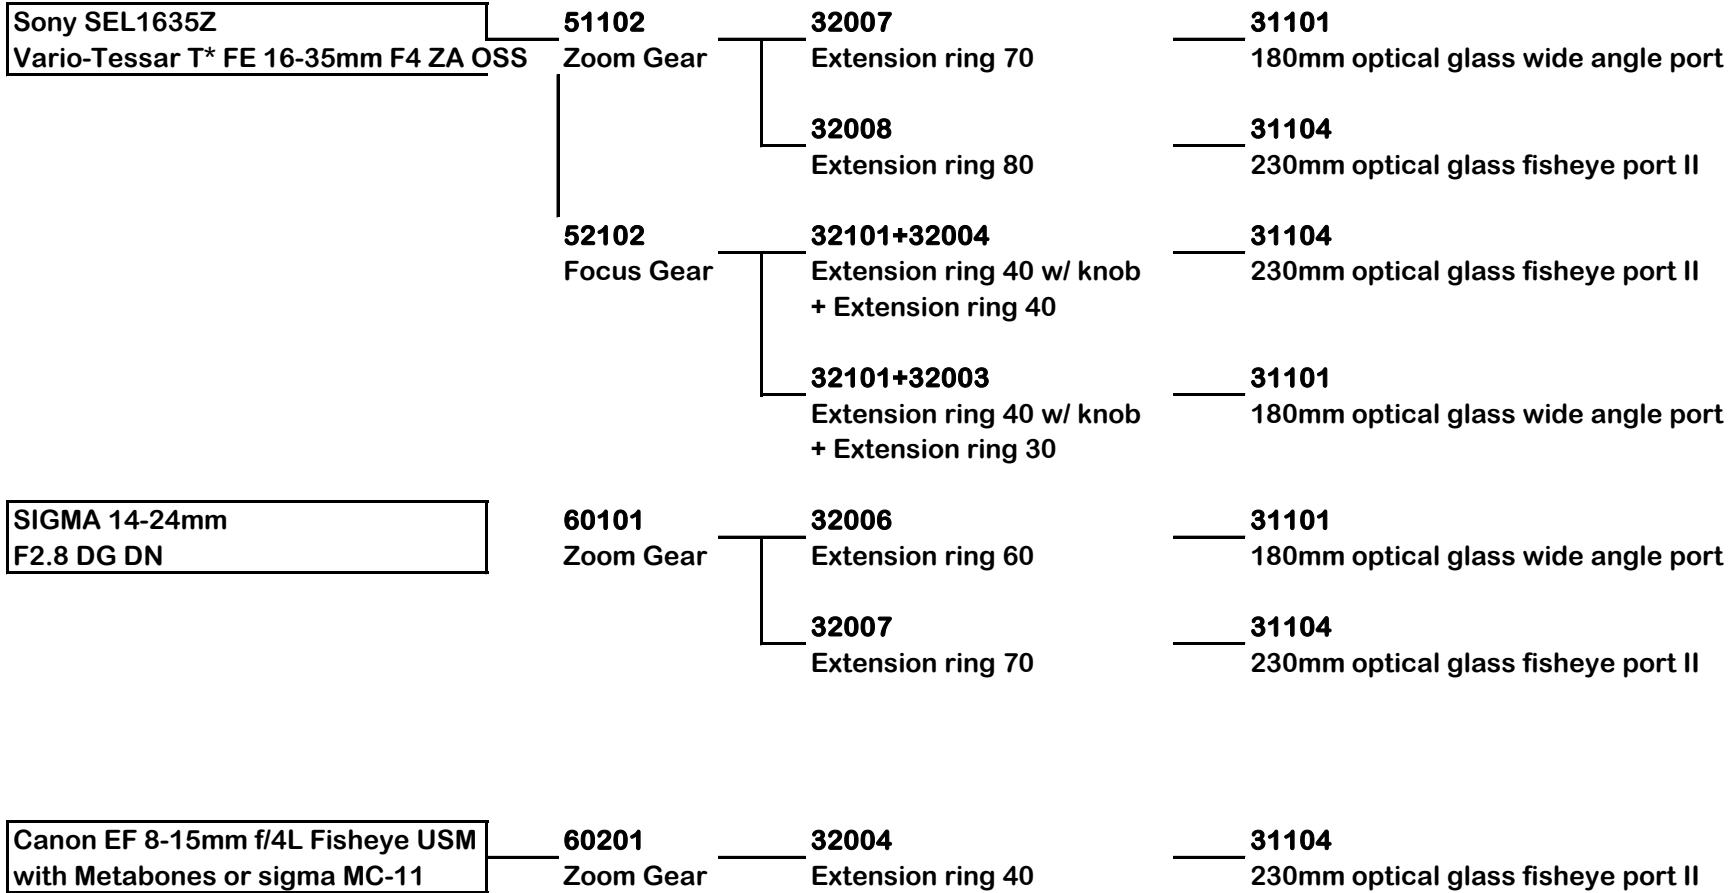 Sony SEL1635Z
Vario-Tessar T* FE 16-35mm F4 ZA OSS
51102
Zoom Gear
32007
Extension ring 70
31101
180mm optical glass wide angle port
32008
Extension ring 80
31104
230mm optical glass fisheye port II
52102
Focus Gear
32101+32004
Extension ring 40 w/ knob
+ Extension ring 40
31104
230mm optical glass fisheye port II
32101+32003
Extension ring 40 w/ knob
+ Extension ring 30
31101
180mm optical glass wide angle port
SIGMA 14-24mm
F2.8 DG DN
60101
Zoom Gear
32006
Extension ring 60
31101
180mm optical glass wide angle port
32007
Extension ring 70
31104
230mm optical glass fisheye port II
Canon EF 8-15mm f/4L Fisheye USM
with Metabones or sigma MC-11
60201
Zoom Gear
32004
Extension ring 40
31104
230mm optical glass fisheye port II